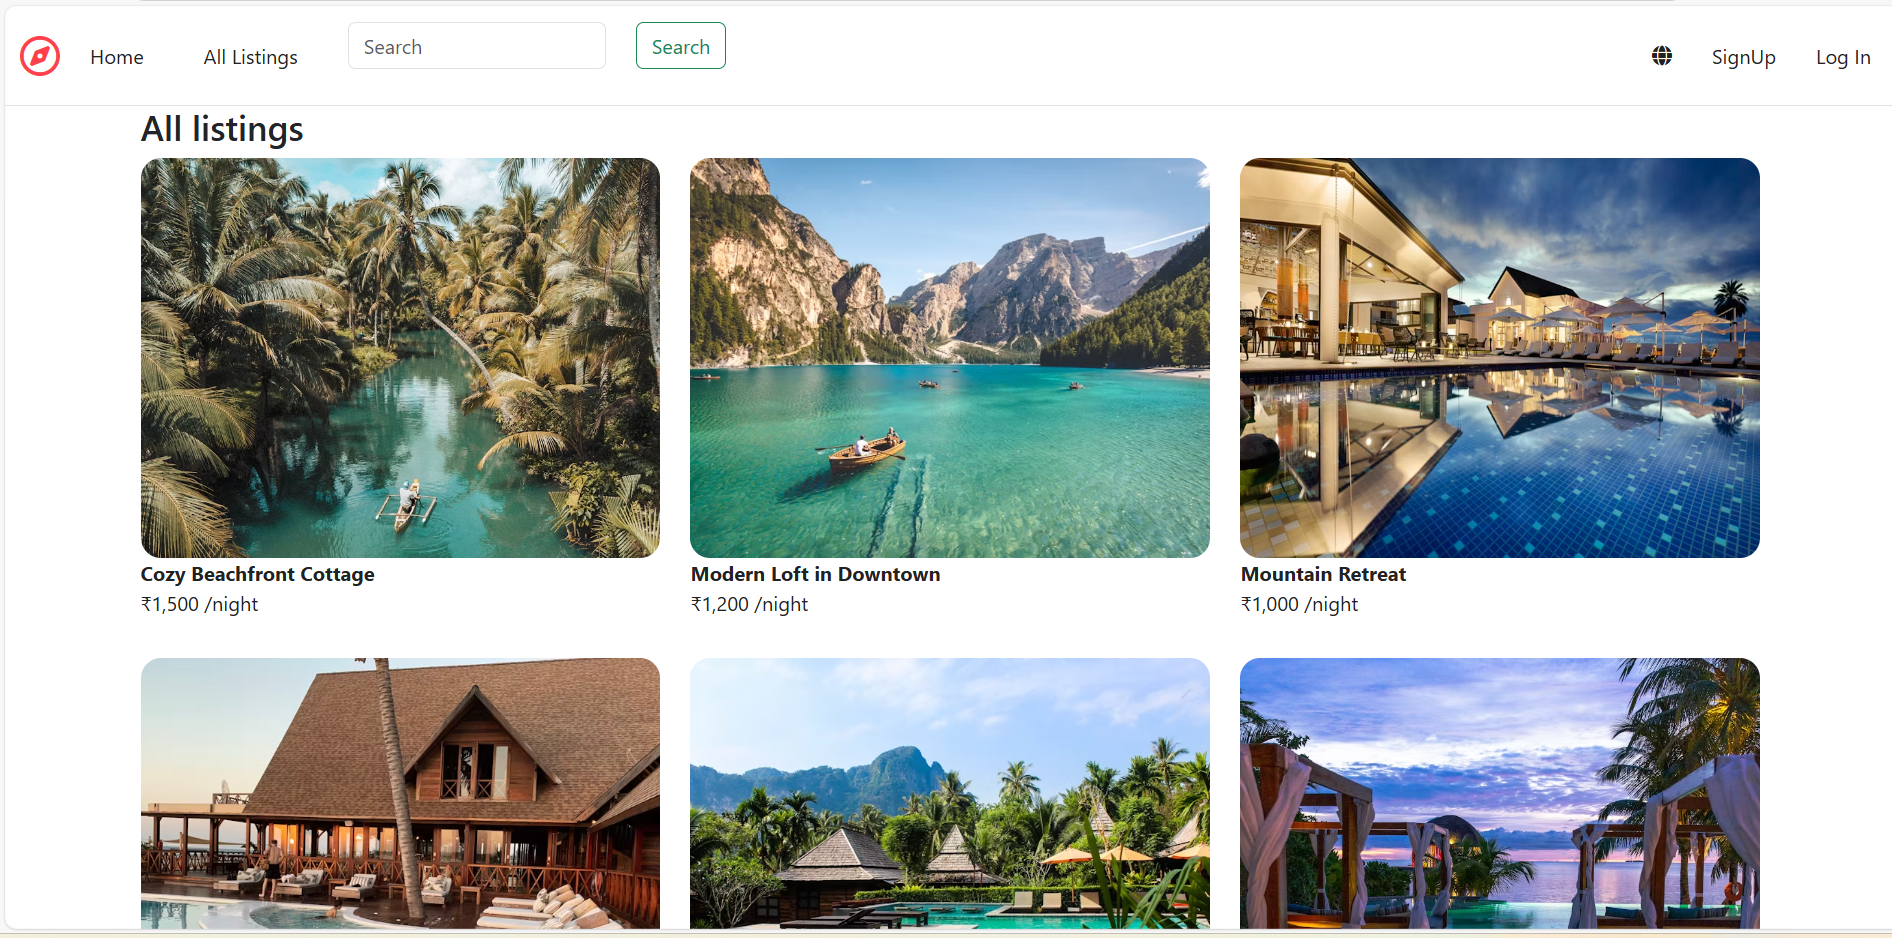 Home All Listings Search Search SignUp Log In
All listings
Cozy Beachfront Cottage
₹1,500 /night
Modern Loft in Downtown
₹1,200 /night
Mountain Retreat
₹1,000 /night